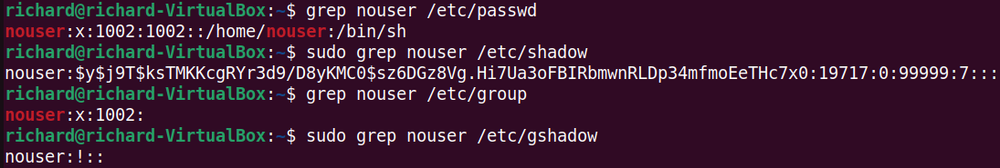 richard@richard-VirtualBox:~$ grep nouser /etc/passwd
nouser:x:1002:1002::/home/nouser:/bin/sh
richard@richard-VirtualBox:~$ sudo grep nouser /etc/shadow
nouser:$y$j9T$ksTMKKcgRYr3d9/D8yKMC0$sz6DGz8Vg.Hi7Ua3oFBIRbmwnRLDp34mfmoEeTHc7x0:19717:0:99999:7:::
richard@richard-VirtualBox:~$ grep nouser /etc/group
nouser:x:1002:
richard@richard-VirtualBox:~$ sudo grep nouser /etc/gshadow
nouser:!::